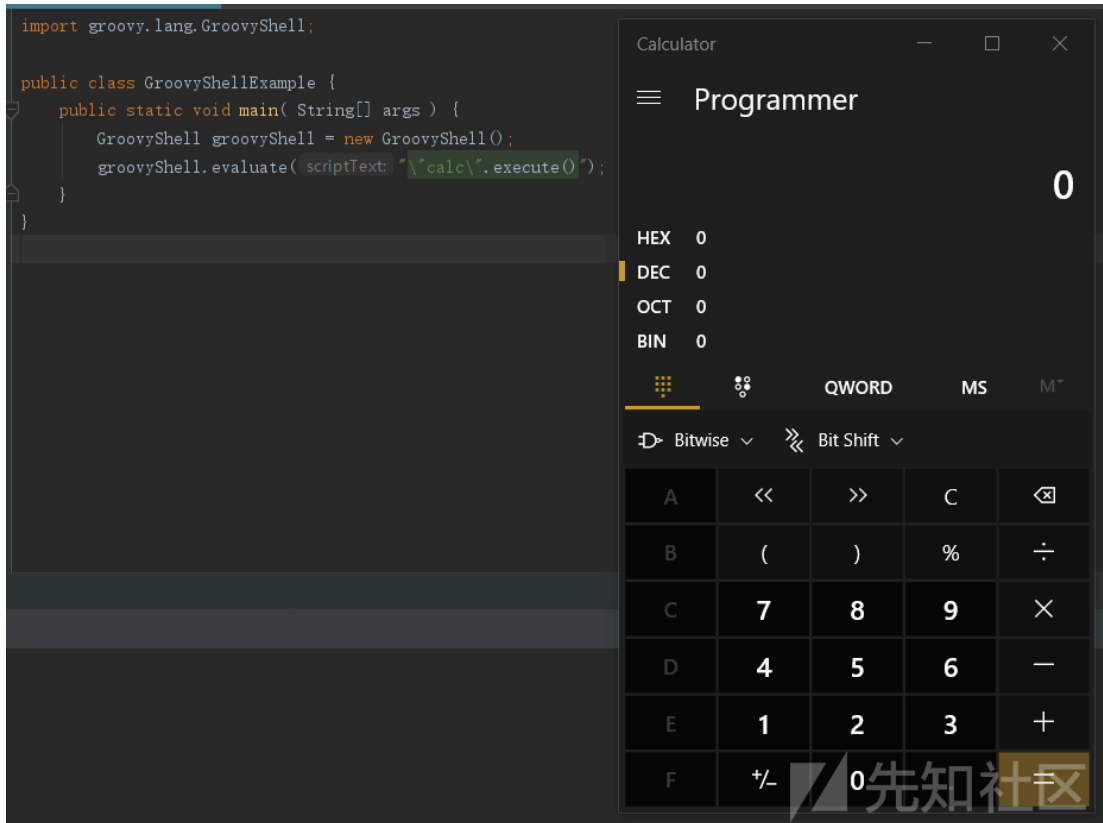 import groovy.lang.GroovyShell;
public class GroovyShellExample {
public static void main( String[] args ) {
GroovyShell groovyShell = new GroovyShell();
groovyShell.evaluate( scriptText: "\"calc\".execute()");
}
}
Calculator
Programmer
0
HEX 0
DEC 0
OCT 0
BIN 0
QWORD MS M
Bitwise Bit Shift
A << >> C
B ( ) % ÷
C 7 8 9 ×
D 4 5 6 −
E 1 2 3 +
F +/− 0 =
先知社区